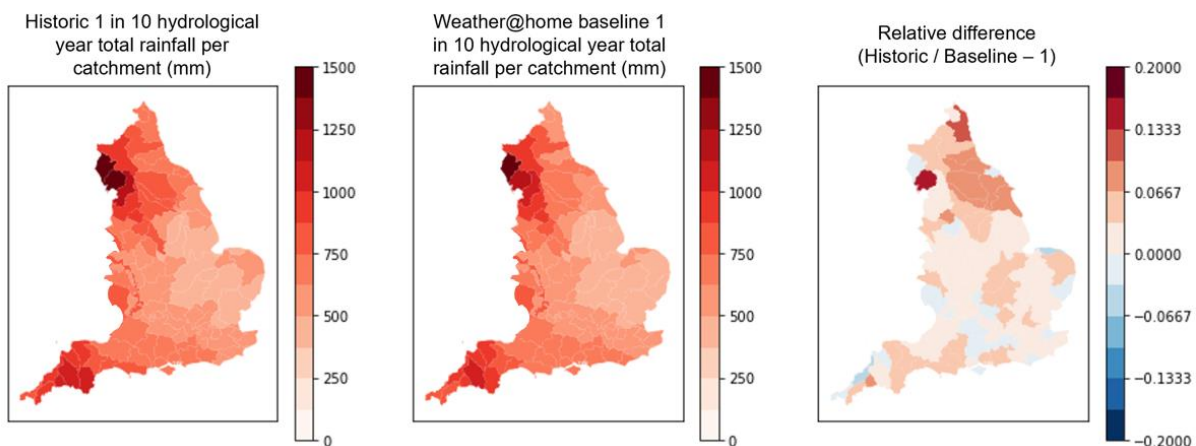 Historic 1 in 10 hydrological
year total rainfall per
catchment (mm)
1500
1250
1000
750
500
250
0
Weather@home baseline 1
in 10 hydrological year total
rainfall per catchment (mm)
1500
1250
1000
750
500
250
0
Relative difference
(Historic / Baseline – 1)
0.2000
0.1333
0.0667
0.0000
−0.0667
−0.1333
−0.2000